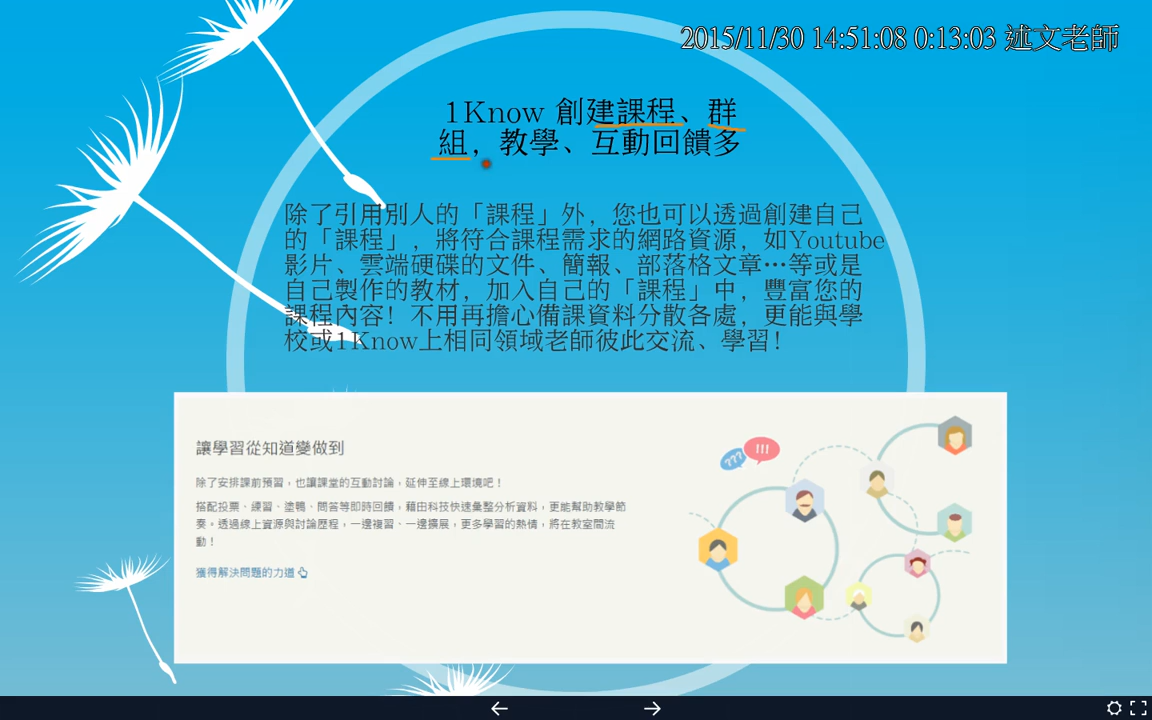 2015/11/30 14:51:08 0:13:03 述文老師
1Know 創建課程、群
組，教學、互動回饋多
除了引用別人的「課程」外，您也可以透過創建自己
的「課程」，將符合課程需求的網路資源，如Youtube
影片、雲端硬碟的文件、簡報、部落格文章…等或是
自己製作的教材，加入自己的「課程」中，豐富您的
課程內容！不用再擔心備課資料分散各處，更能與學
校或1Know上相同領域老師彼此交流、學習！
讓學習從知道變做到
除了安排課前預習，也讓課堂的互動討論，延伸至線上環境吧！
搭配投票、練習、塗鴉、問答等即時回饋，藉由科技快速彙整分析資料，更能幫助教學節
奏。透過線上資源與討論歷程，一邊複習、一邊擴展，更多學習的熱情，將在教室間流
動！
獲得解決問題的力道
??? !!!